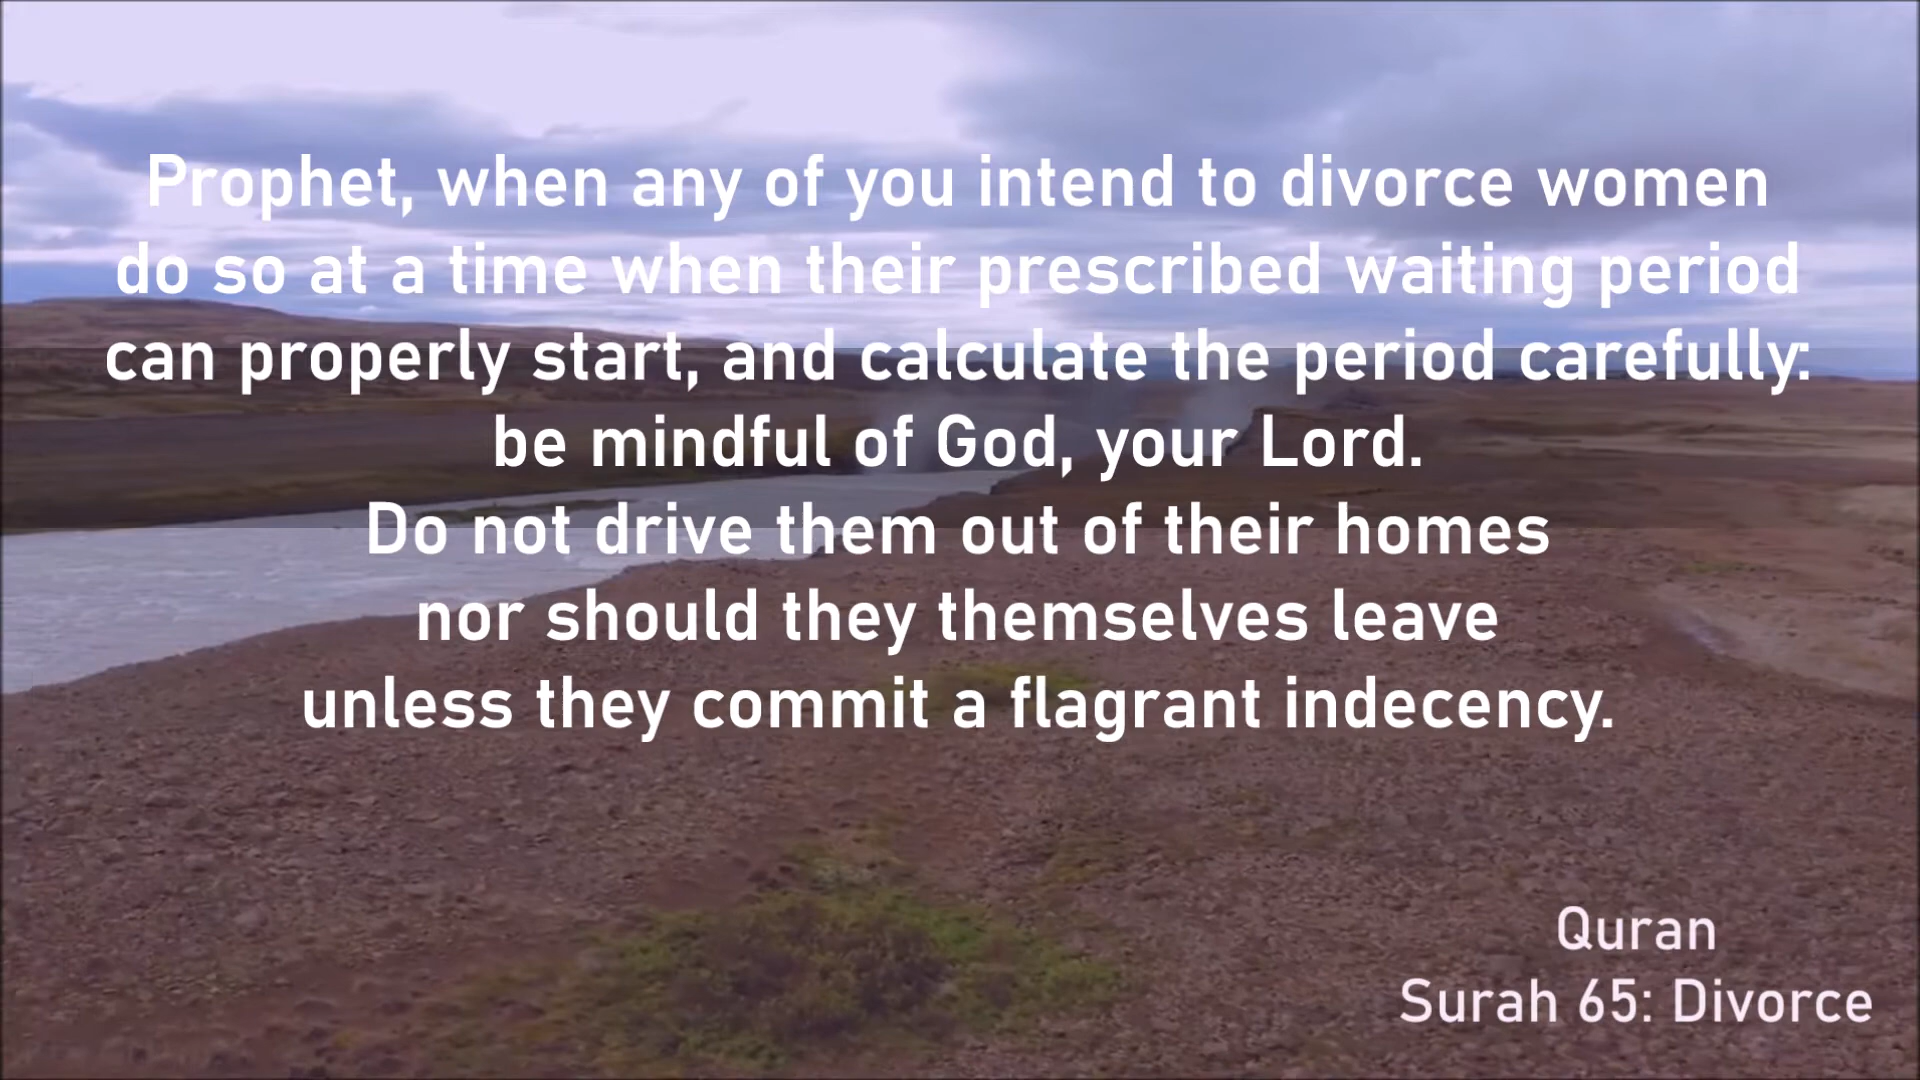 Prophet, when any of you intend to divorce women
do so at a time when their prescribed waiting period
can properly start, and calculate the period carefully:
be mindful of God, your Lord.
Do not drive them out of their homes
nor should they themselves leave
unless they commit a flagrant indecency.
Quran
Surah 65: Divorce